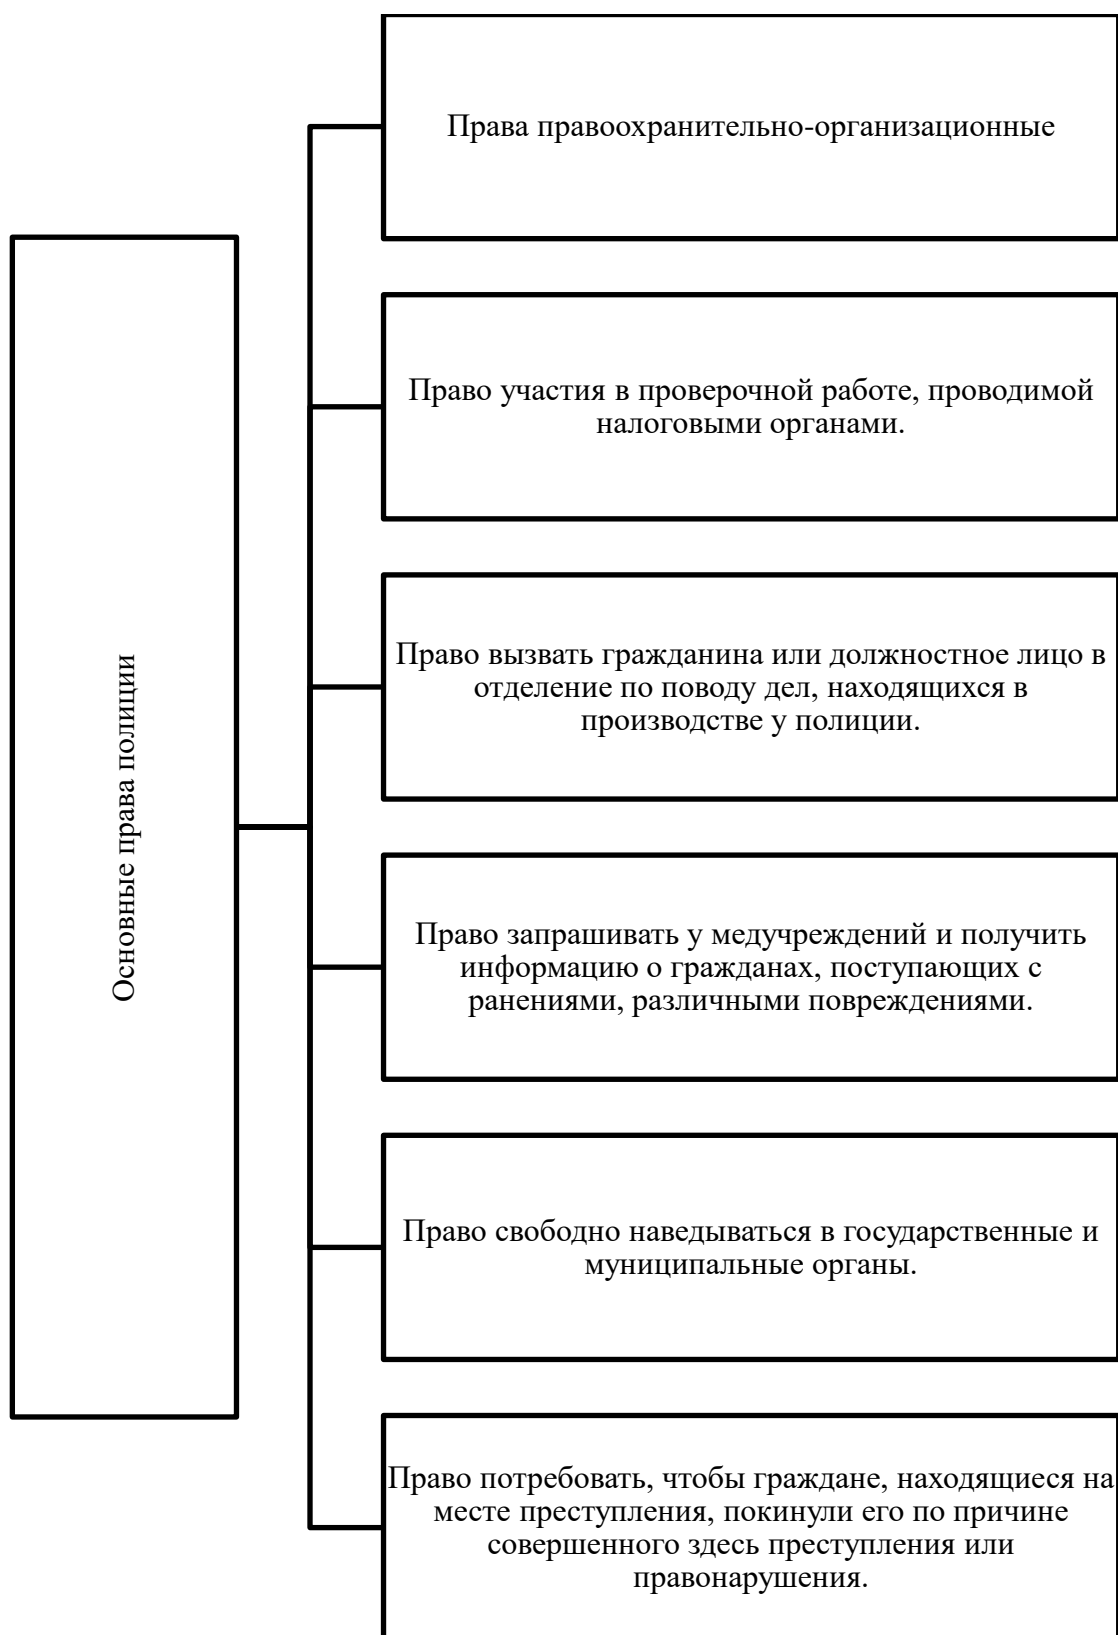 Основные права полиции
Права правоохранительно-организационные
Право участия в проверочной работе, проводимой
налоговыми органами.
Право вызвать гражданина или должностное лицо в
отделение по поводу дел, находящихся в
производстве у полиции.
Право запрашивать у медучреждений и получить
информацию о гражданах, поступающих с
ранениями, различными повреждениями.
Право свободно наведываться в государственные и
муниципальные органы.
Право потребовать, чтобы граждане, находящиеся на
месте преступления, покинули его по причине
совершенного здесь преступления или
правонарушения.